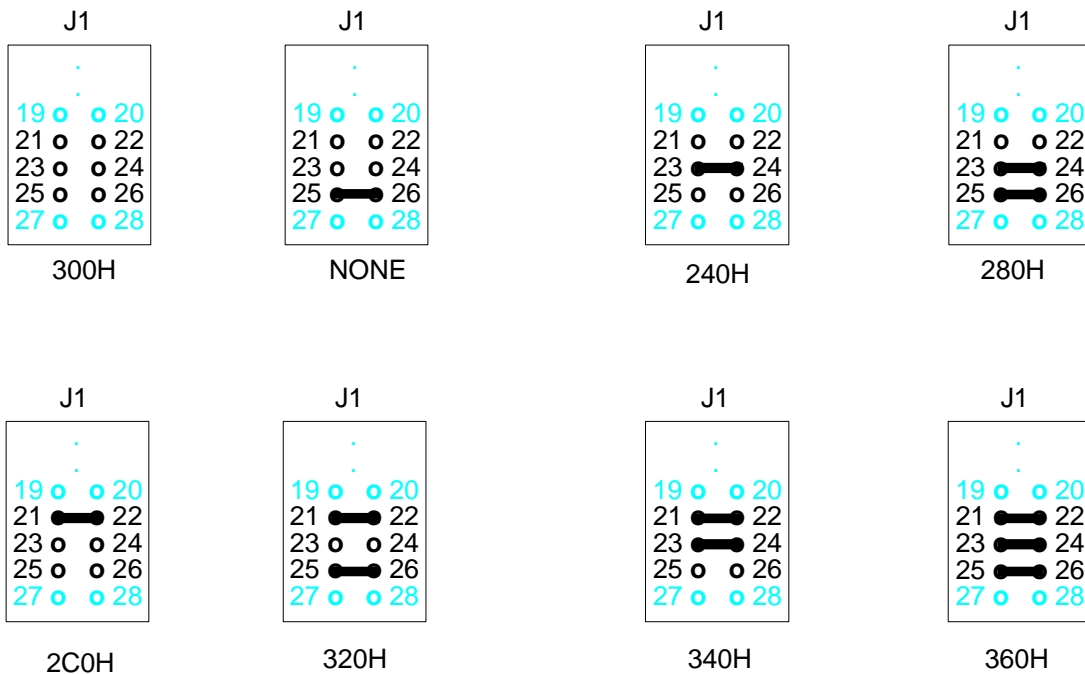 J1 J1 J1 J1
19 o o 20 19 o o 20 19 o o 20 19 o o 20
21 o o 22 21 o o 22 21 o o 22 21 o o 22
23 o o 24 23 o o 24 23 24 23 24
25 o o 26 25 26 25 o o 26 25 26
27 o o 28 27 o o 28 27 o o 28 27 o o 28
300H NONE 240H 280H
J1 J1 J1 J1
19 o o 20 19 o o 20 19 o o 20 19 o o 20
21 22 21 22 21 22 21 22
23 o o 24 23 o o 24 23 24 23 24
25 o o 26 25 26 25 o o 26 25 26
27 o o 28 27 o o 28 27 o o 28 27 o o 28
2C0H 320H 340H 360H